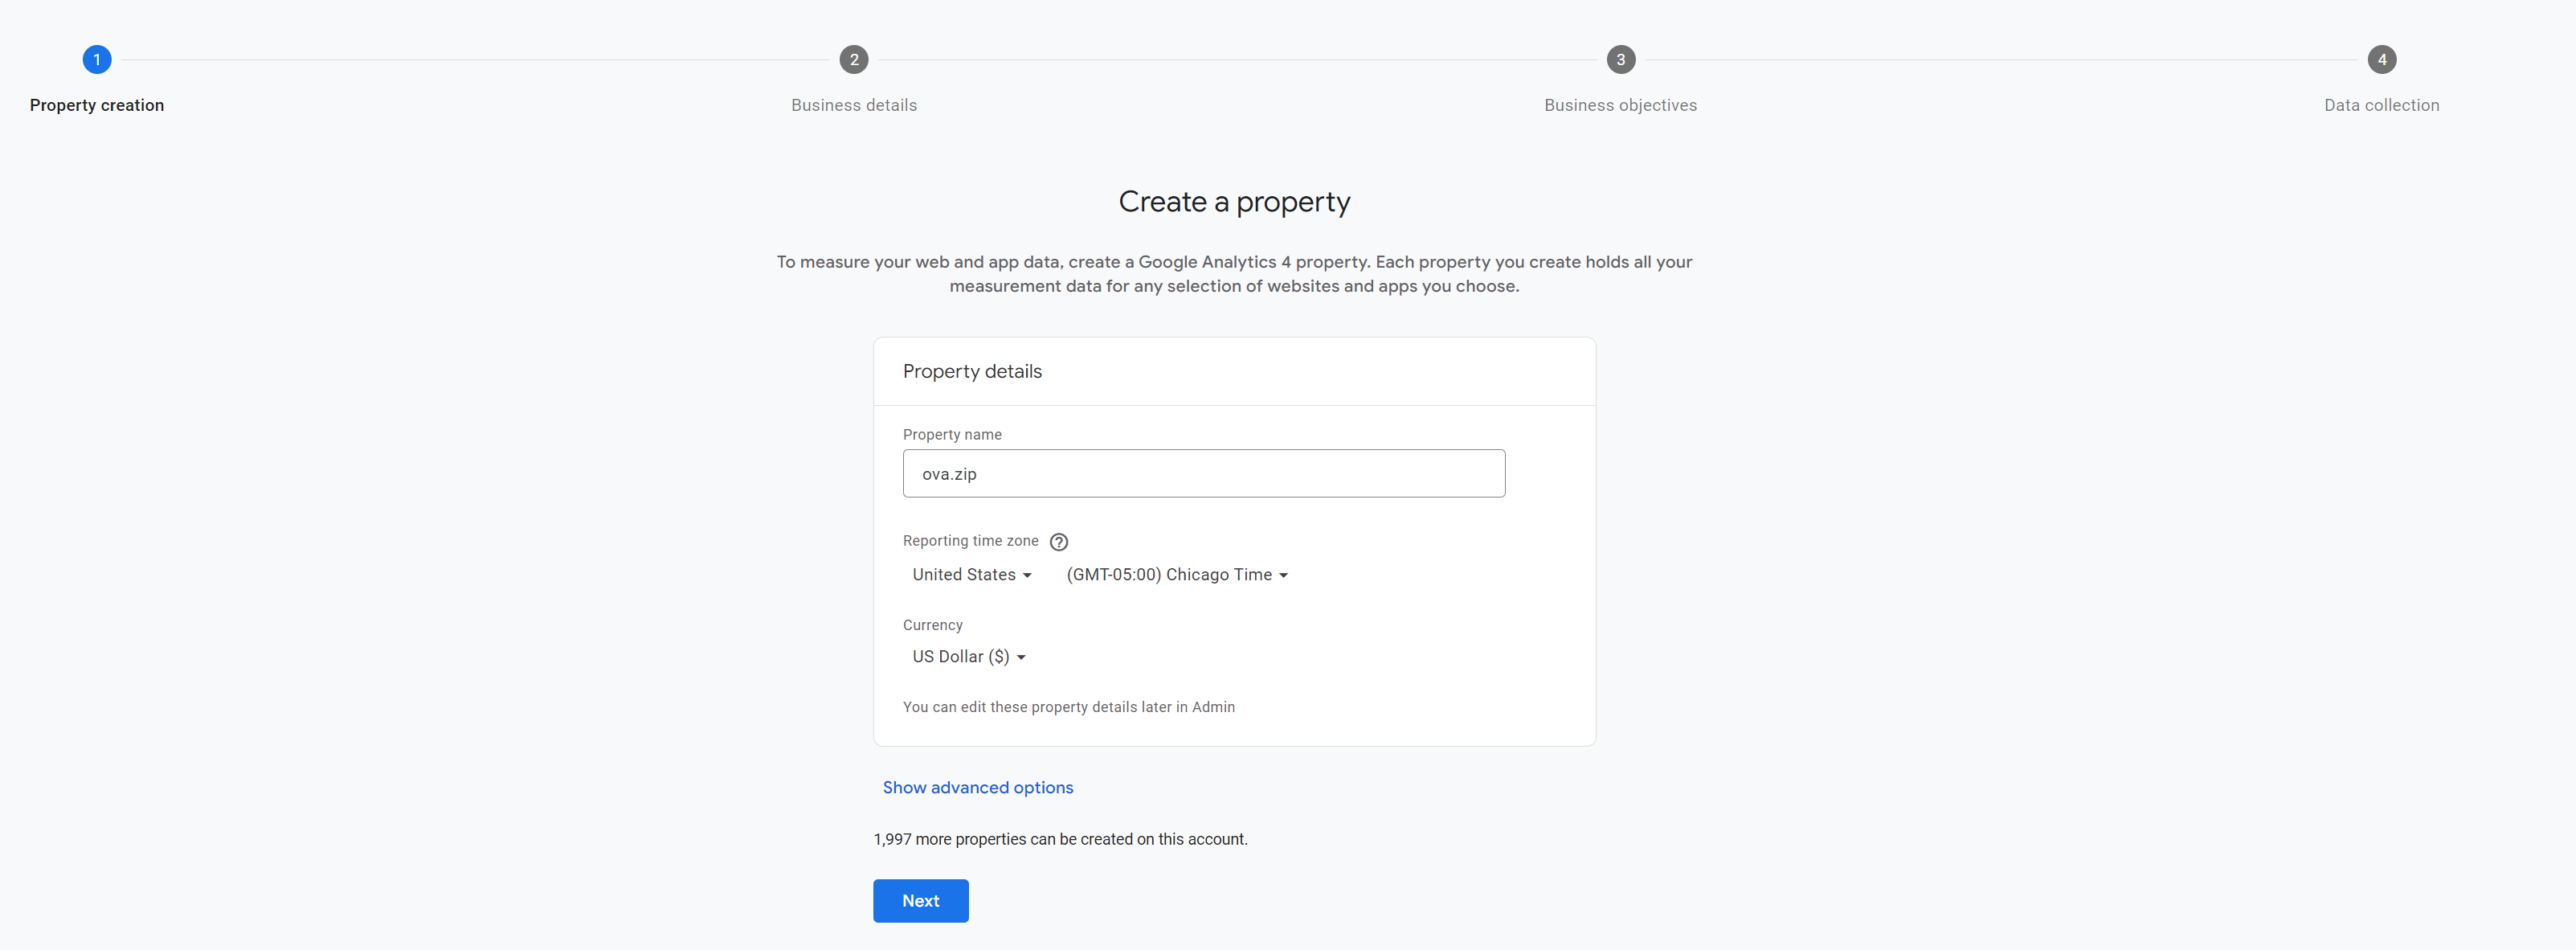 1 2 3 4
Property creation Business details Business objectives Data collection
Create a property
To measure your web and app data, create a Google Analytics 4 property. Each property you create holds all your
measurement data for any selection of websites and apps you choose.
Property details
Property name
ova.zip
Reporting time zone ?
United States (GMT-05:00) Chicago Time
Currency
US Dollar ($)
You can edit these property details later in Admin
Show advanced options
1,997 more properties can be created on this account.
Next